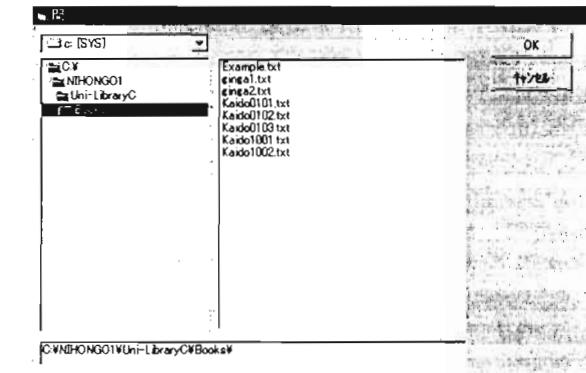 c: [SYS]
OK
キャンセル
C:¥
NIHONGO1
Uni-LibraryC
Example.txt
ginga1.txt
ginga2.txt
Kaido0101.txt
Kaido0102.txt
Kaido0103.txt
Kaido1001.txt
Kaido1002.txt
C:¥NIHONGO1¥Uni-LibraryC¥Books¥